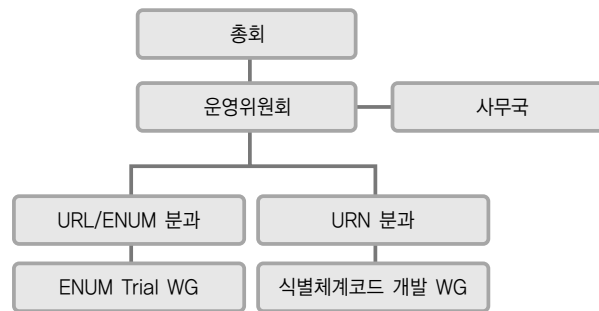 총회
운영위원회
사무국
URL/ENUM 분과
URN 분과
ENUM Trial WG
식별체계코드 개발 WG